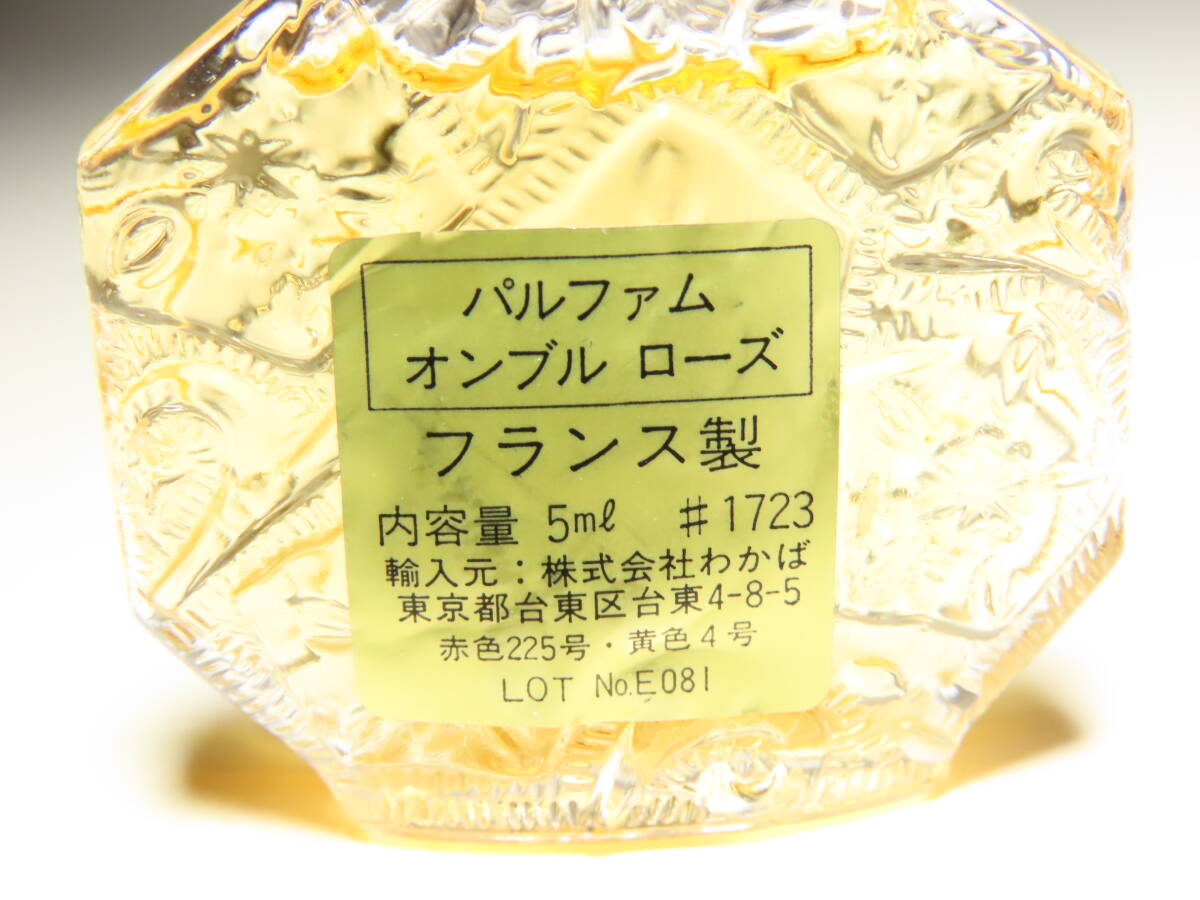 パルファム
オンブル ローズ
フランス製
内容量 5ml ♯1723
輸入元：株式会社わかば
東京都台東区台東4-8-5
赤色225号・黄色4号
LOT No.E081